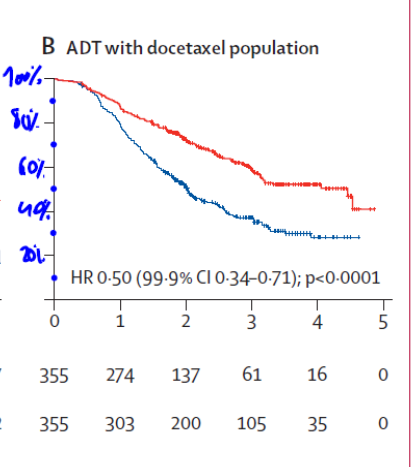 B ADT with docetaxel population
100%
80%
60%
40%
20%
HR 0·50 (99·9% CI 0·34–0·71); p<0·0001
0 1 2 3 4 5
355 274 137 61 16 0
355 303 200 105 35 0